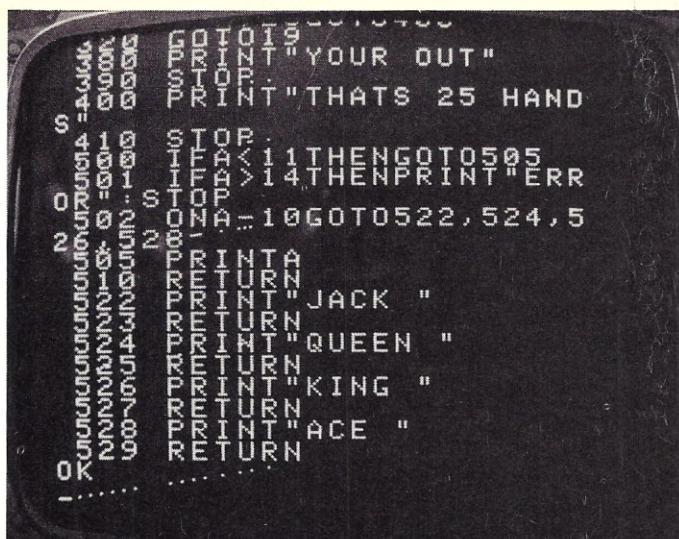 GOTO19
380 PRINT"YOUR OUT"
390 STOP
400 PRINT"THATS 25 HAND
S"
410 STOP
500 IFA<11THENGOTO505
501 IFA>14THENPRINT"ERR
OR":STOP
502 ONA-10GOTO522,524,5
26,528
505 PRINTA
510 RETURN
522 PRINT"JACK "
523 RETURN
524 PRINT"QUEEN "
525 RETURN
526 PRINT"KING "
527 RETURN
528 PRINT"ACE "
529 RETURN
OK